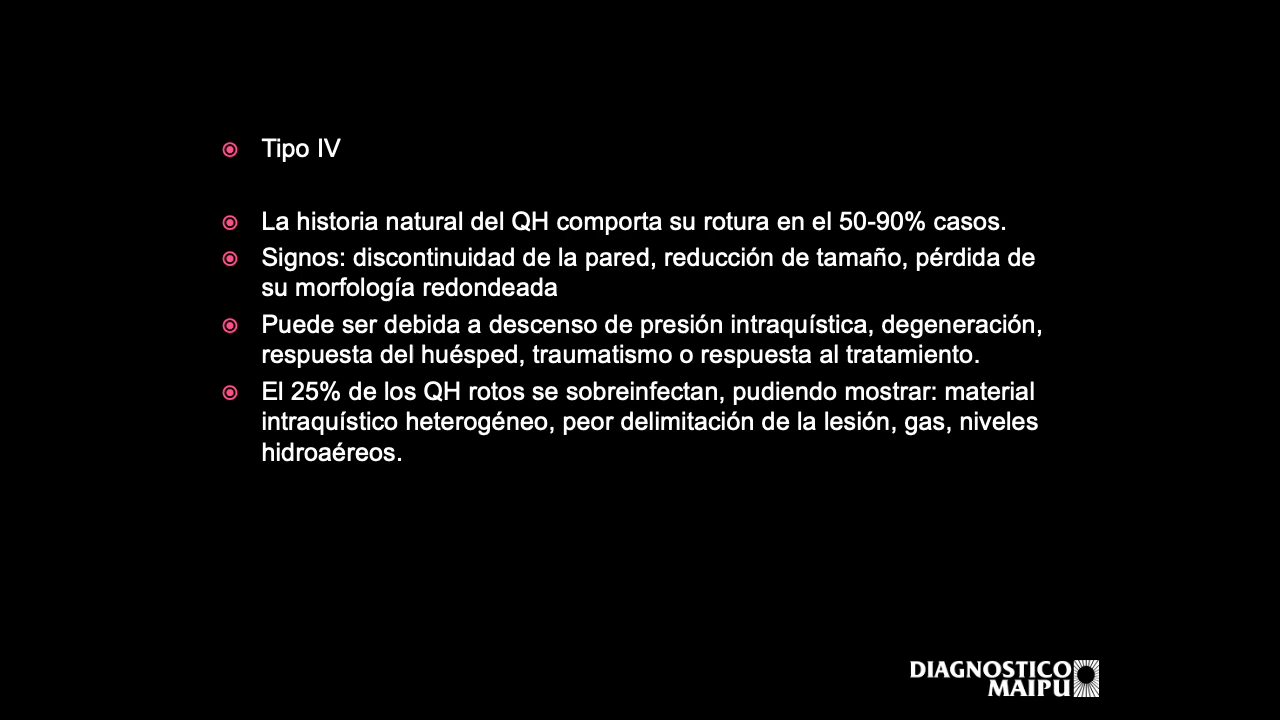 Tipo IV
La historia natural del QH comporta su rotura en el 50-90% casos.
Signos: discontinuidad de la pared, reducción de tamaño, pérdida de
su morfología redondeada
Puede ser debida a descenso de presión intraquística, degeneración,
respuesta del huésped, traumatismo o respuesta al tratamiento.
El 25% de los QH rotos se sobreinfectan, pudiendo mostrar: material
intraquístico heterogéneo, peor delimitación de la lesión, gas, niveles
hidroaéreos.
DIAGNOSTICO
MAIPU